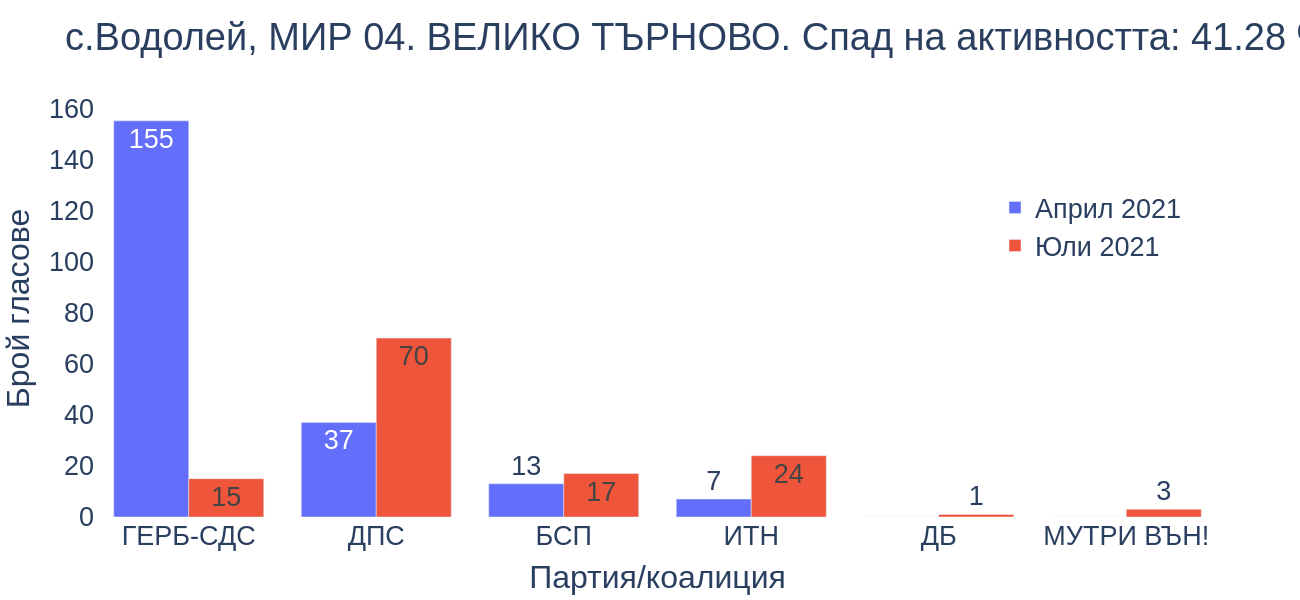 с.Водолей, МИР 04. ВЕЛИКО ТЪРНОВО. Спад на активността: 41.28
160
140
120
100
80
60
40
20
0
Брой гласове
155
15
37
70
13
17
7
24
1
3
Април 2021
Юли 2021
ГЕРБ-СДС
ДПС
БСП
ИТН
ДБ
МУТРИ ВЪН!
Партия/коалиция